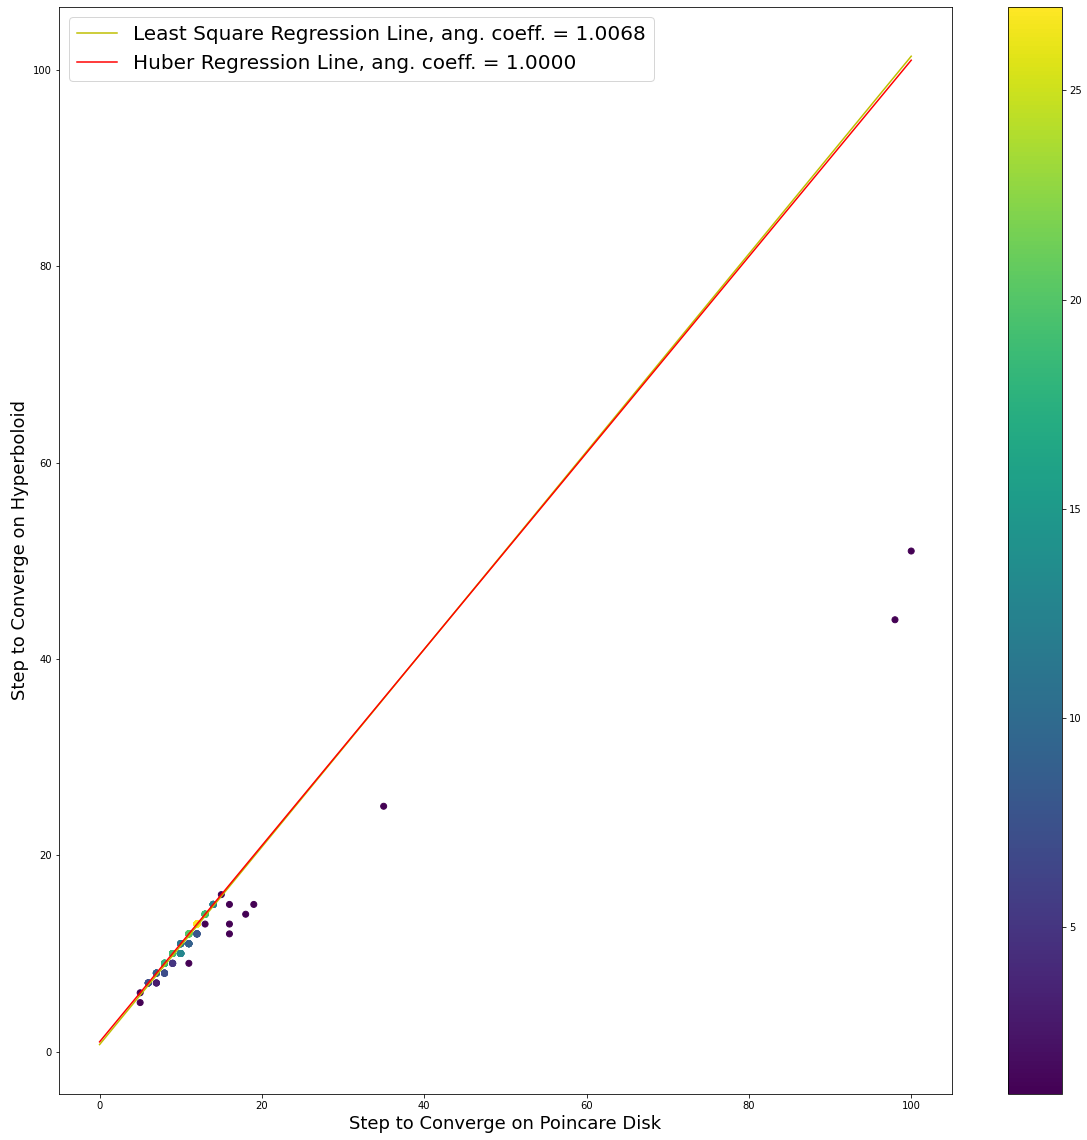 Least Square Regression Line, ang. coeff. = 1.0068
Huber Regression Line, ang. coeff. = 1.0000
100
80
60
40
20
0
Step to Converge on Hyperboloid
0 20 40 60 80 100
Step to Converge on Poincare Disk
25
20
15
10
5